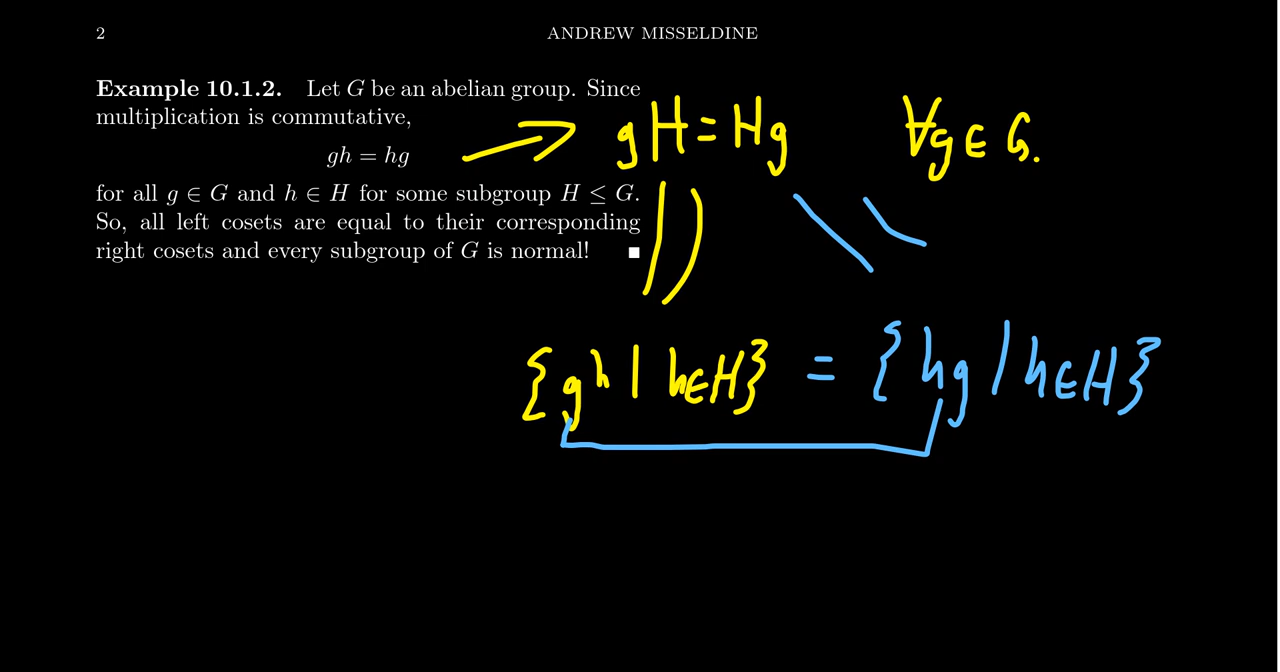 2 ANDREW MISSELDINE
Example 10.1.2. Let G be an abelian group. Since
multiplication is commutative,
gh = hg
for all g ∈ G and h ∈ H for some subgroup H ≤ G.
So, all left cosets are equal to their corresponding
right cosets and every subgroup of G is normal! ■
gH = Hg ∀g ∈ G.
{gh | h ∈ H} = {hg | h ∈ H}